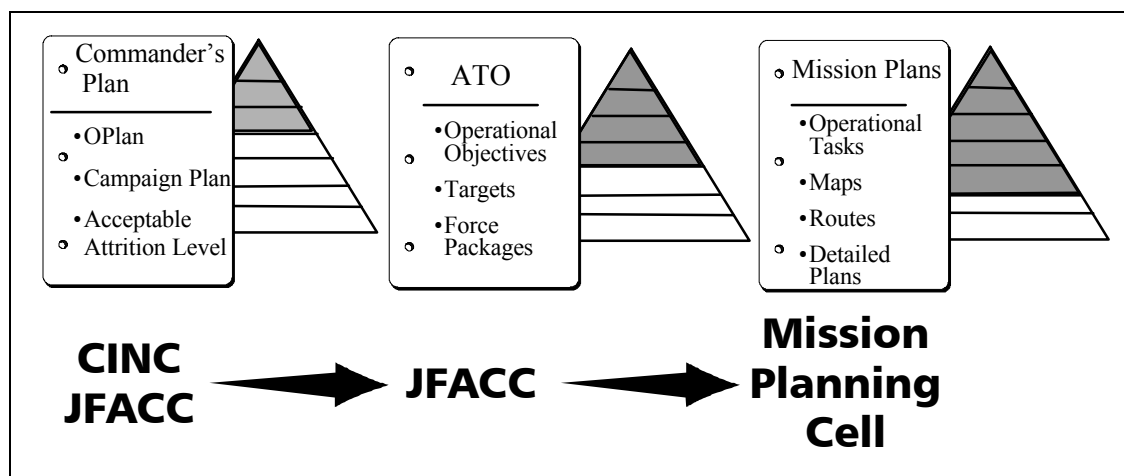 Commander's
Plan
•OPlan
•Campaign Plan
•Acceptable
Attrition Level
ATO
•Operational
Objectives
•Targets
•Force
Packages
Mission Plans
•Operational
Tasks
•Maps
•Routes
•Detailed
Plans
CINC
JFACC
JFACC
Mission
Planning
Cell